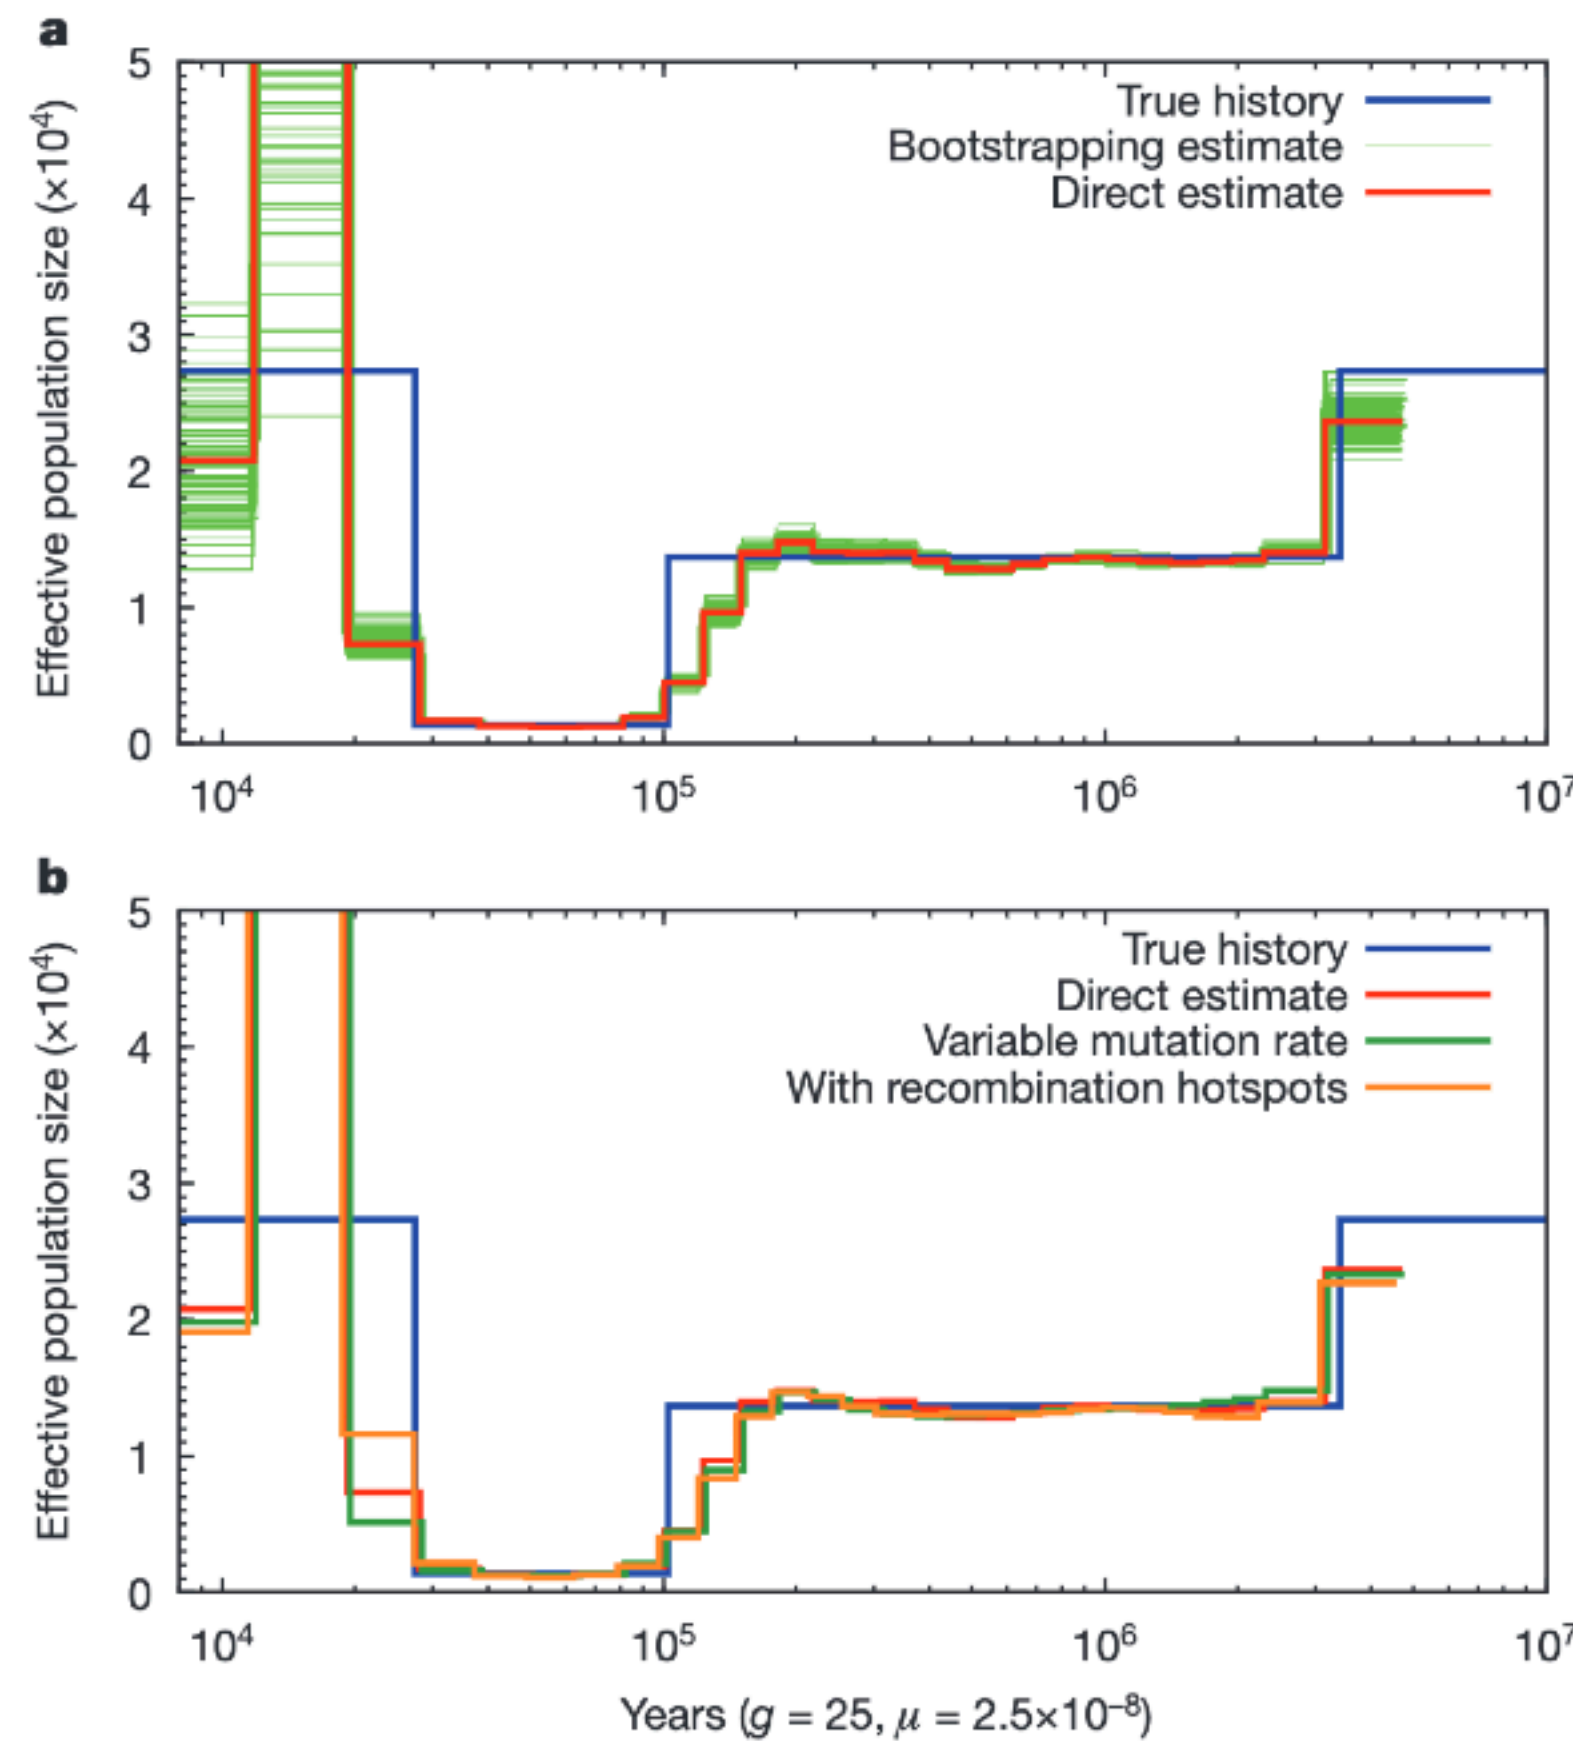 a
Effective population size (×10⁴)
5
4
3
2
1
0
True history
Bootstrapping estimate
Direct estimate
10⁴ 10⁵ 10⁶ 10⁷
b
Effective population size (×10⁴)
5
4
3
2
1
0
True history
Direct estimate
Variable mutation rate
With recombination hotspots
10⁴ 10⁵ 10⁶ 10⁷
Years (g = 25, μ = 2.5×10⁻⁸)